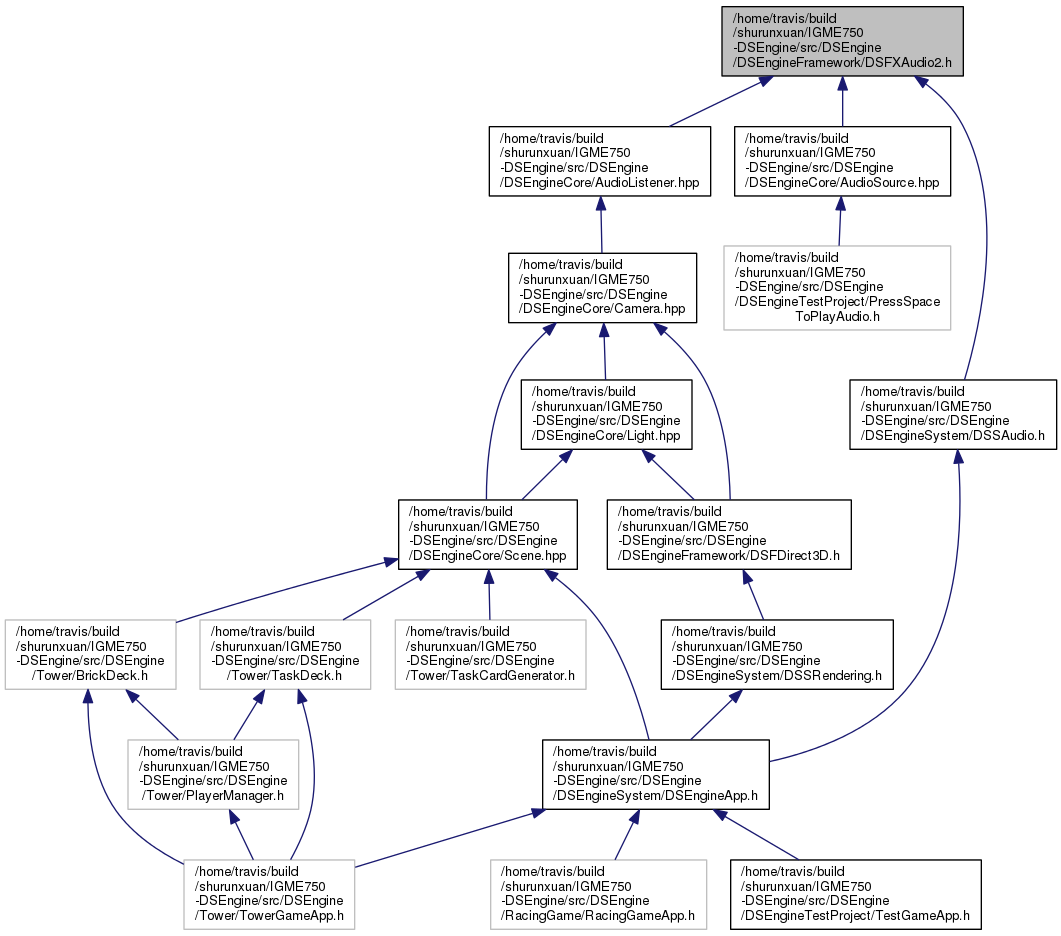 /home/travis/build
/shurunxuan/IGME750
-DSEngine/src/DSEngine
/DSEngineFramework/DSFXAudio2.h
/home/travis/build
/shurunxuan/IGME750
-DSEngine/src/DSEngine
/DSEngineCore/AudioListener.hpp
/home/travis/build
/shurunxuan/IGME750
-DSEngine/src/DSEngine
/DSEngineCore/AudioSource.hpp
/home/travis/build
/shurunxuan/IGME750
-DSEngine/src/DSEngine
/DSEngineCore/Camera.hpp
/home/travis/build
/shurunxuan/IGME750
-DSEngine/src/DSEngine
/DSEngineTestProject/PressSpace
ToPlayAudio.h
/home/travis/build
/shurunxuan/IGME750
-DSEngine/src/DSEngine
/DSEngineCore/Light.hpp
/home/travis/build
/shurunxuan/IGME750
-DSEngine/src/DSEngine
/DSEngineSystem/DSSAudio.h
/home/travis/build
/shurunxuan/IGME750
-DSEngine/src/DSEngine
/DSEngineCore/Scene.hpp
/home/travis/build
/shurunxuan/IGME750
-DSEngine/src/DSEngine
/DSEngineFramework/DSFDirect3D.h
/home/travis/build
/shurunxuan/IGME750
-DSEngine/src/DSEngine
/Tower/BrickDeck.h
/home/travis/build
/shurunxuan/IGME750
-DSEngine/src/DSEngine
/Tower/TaskDeck.h
/home/travis/build
/shurunxuan/IGME750
-DSEngine/src/DSEngine
/Tower/TaskCardGenerator.h
/home/travis/build
/shurunxuan/IGME750
-DSEngine/src/DSEngine
/DSEngineSystem/DSSRendering.h
/home/travis/build
/shurunxuan/IGME750
-DSEngine/src/DSEngine
/Tower/PlayerManager.h
/home/travis/build
/shurunxuan/IGME750
-DSEngine/src/DSEngine
/DSEngineSystem/DSEngineApp.h
/home/travis/build
/shurunxuan/IGME750
-DSEngine/src/DSEngine
/Tower/TowerGameApp.h
/home/travis/build
/shurunxuan/IGME750
-DSEngine/src/DSEngine
/RacingGame/RacingGameApp.h
/home/travis/build
/shurunxuan/IGME750
-DSEngine/src/DSEngine
/DSEngineTestProject/TestGameApp.h